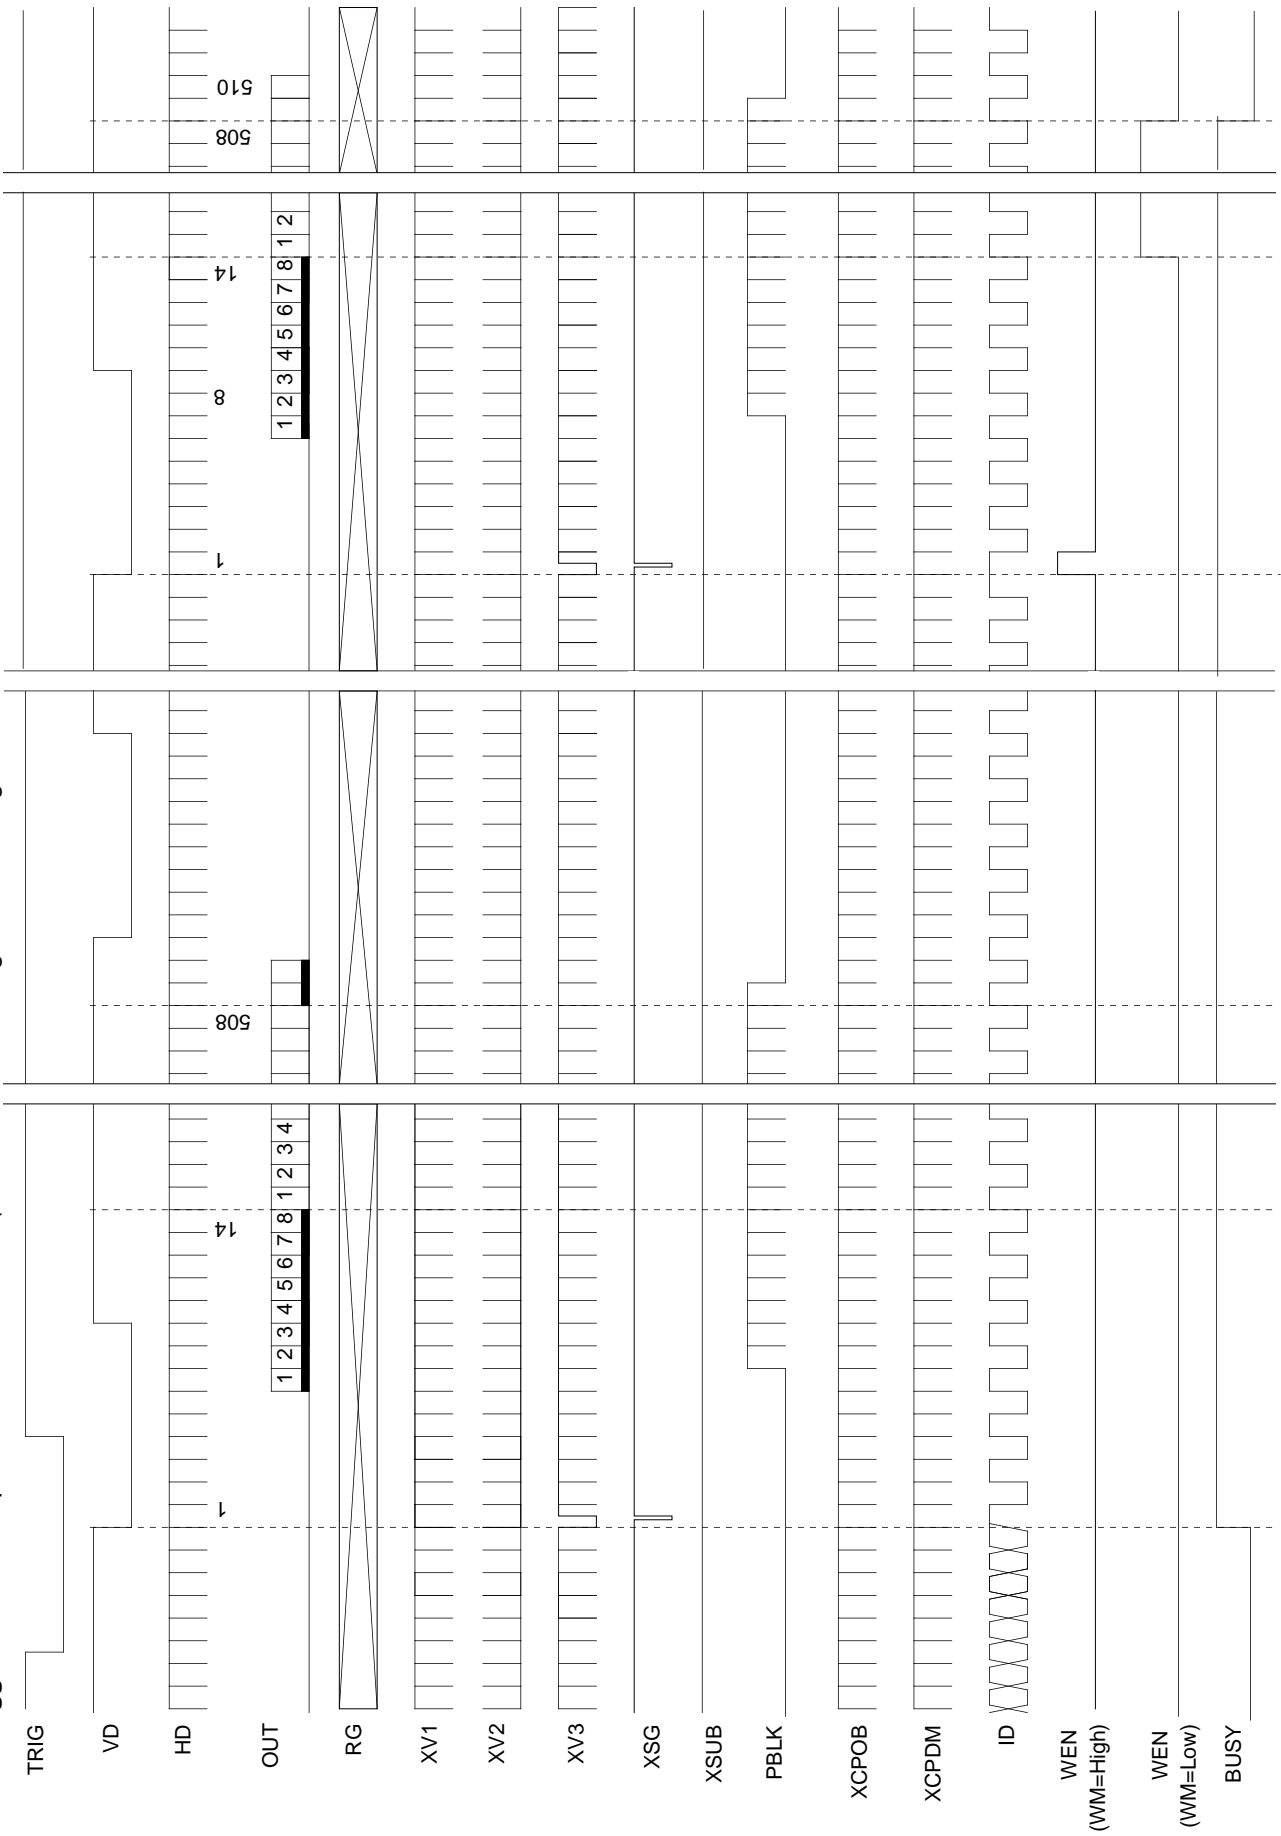 TRIG
VD
HD
1
14
508
1
8
14
508
510
OUT
1 2 3 4 5 6 7 8 1 2 3 4
1 2 3 4 5 6 7 8 1 2
RG
XV1
XV2
XV3
XSG
XSUB
PBLK
XCPOB
XCPDM
ID
WEN
(WM=High)
WEN
(WM=Low)
BUSY